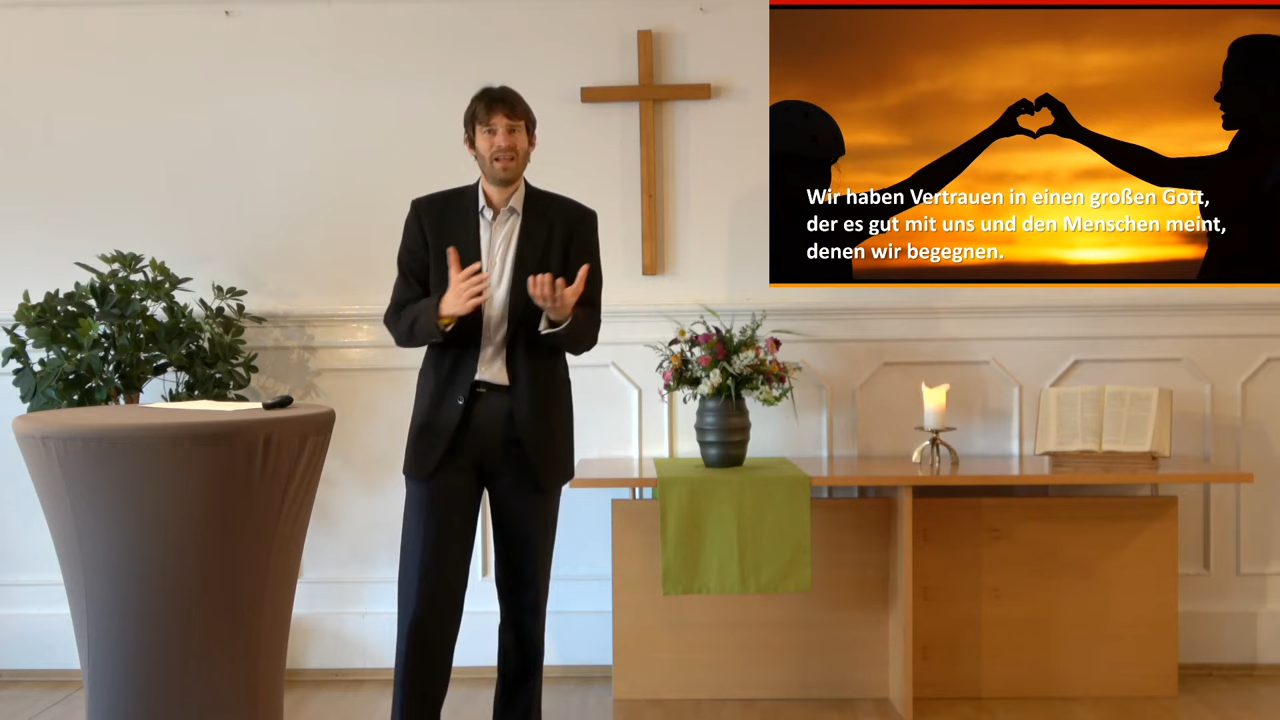 Wir haben Vertrauen in einen großen Gott,
der es gut mit uns und den Menschen meint,
denen wir begegnen.